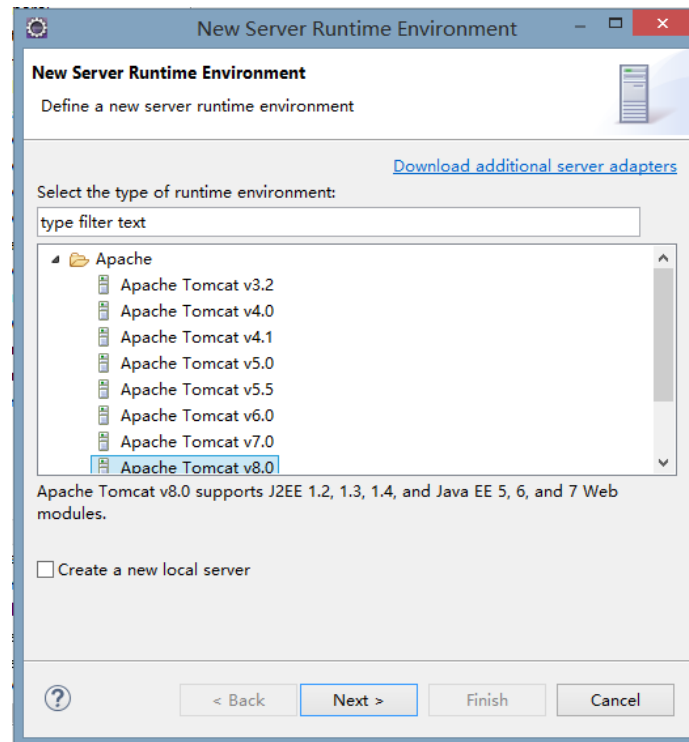 New Server Runtime Environment
New Server Runtime Environment
Define a new server runtime environment
Download additional server adapters
Select the type of runtime environment:
type filter text
Apache
Apache Tomcat v3.2
Apache Tomcat v4.0
Apache Tomcat v4.1
Apache Tomcat v5.0
Apache Tomcat v5.5
Apache Tomcat v6.0
Apache Tomcat v7.0
Apache Tomcat v8.0
Apache Tomcat v8.0 supports J2EE 1.2, 1.3, 1.4, and Java EE 5, 6, and 7 Web
modules.
Create a new local server
? < Back Next > Finish Cancel